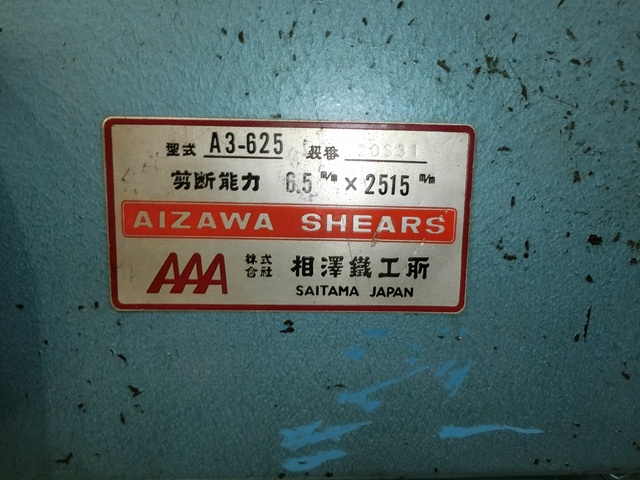 型式 A3-625 製番 20S31
剪断能力 6.5 m/m × 2515 m/m
AIZAWA SHEARS
AAA 株式会社 相澤鐵工所
SAITAMA JAPAN